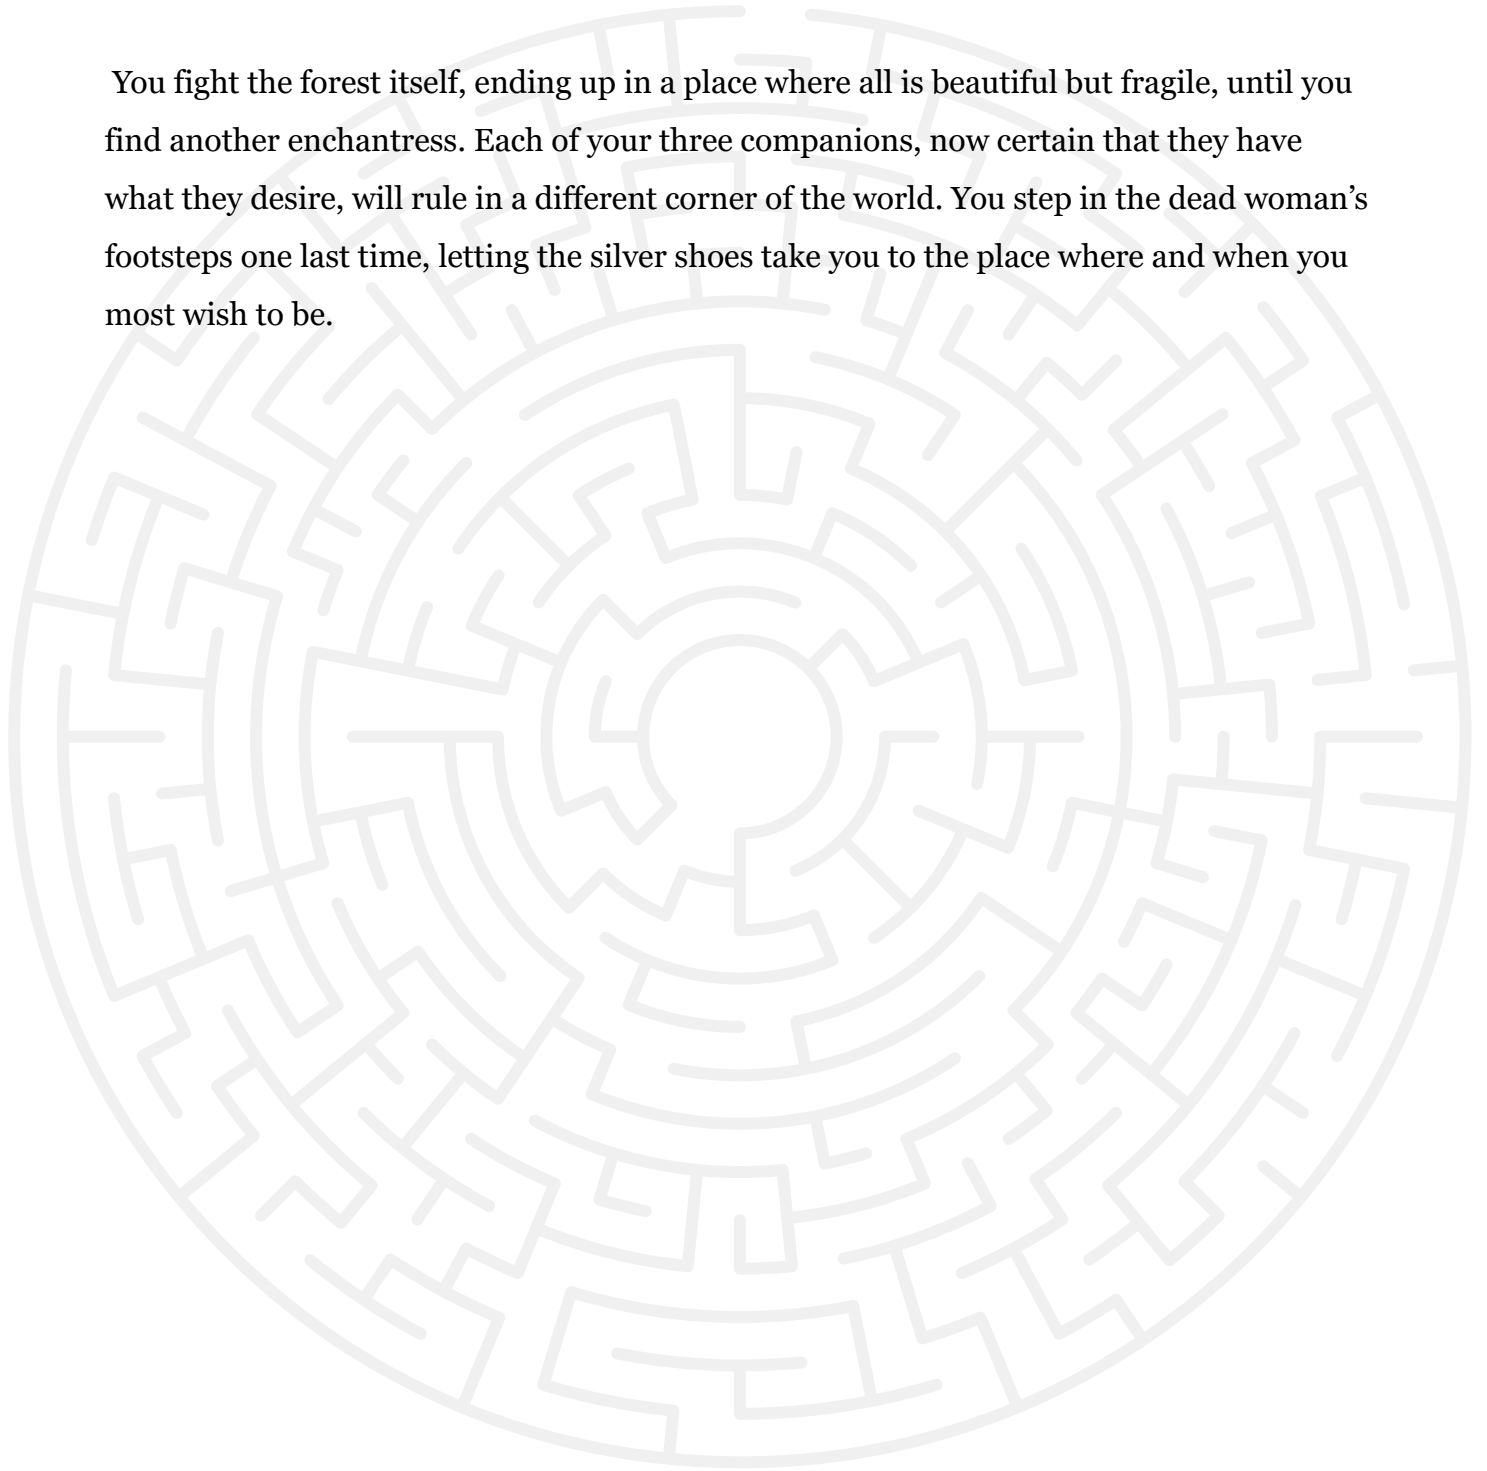 You fight the forest itself, ending up in a place where all is beautiful but fragile, until you
find another enchantress. Each of your three companions, now certain that they have
what they desire, will rule in a different corner of the world. You step in the dead woman’s
footsteps one last time, letting the silver shoes take you to the place where and when you
most wish to be.